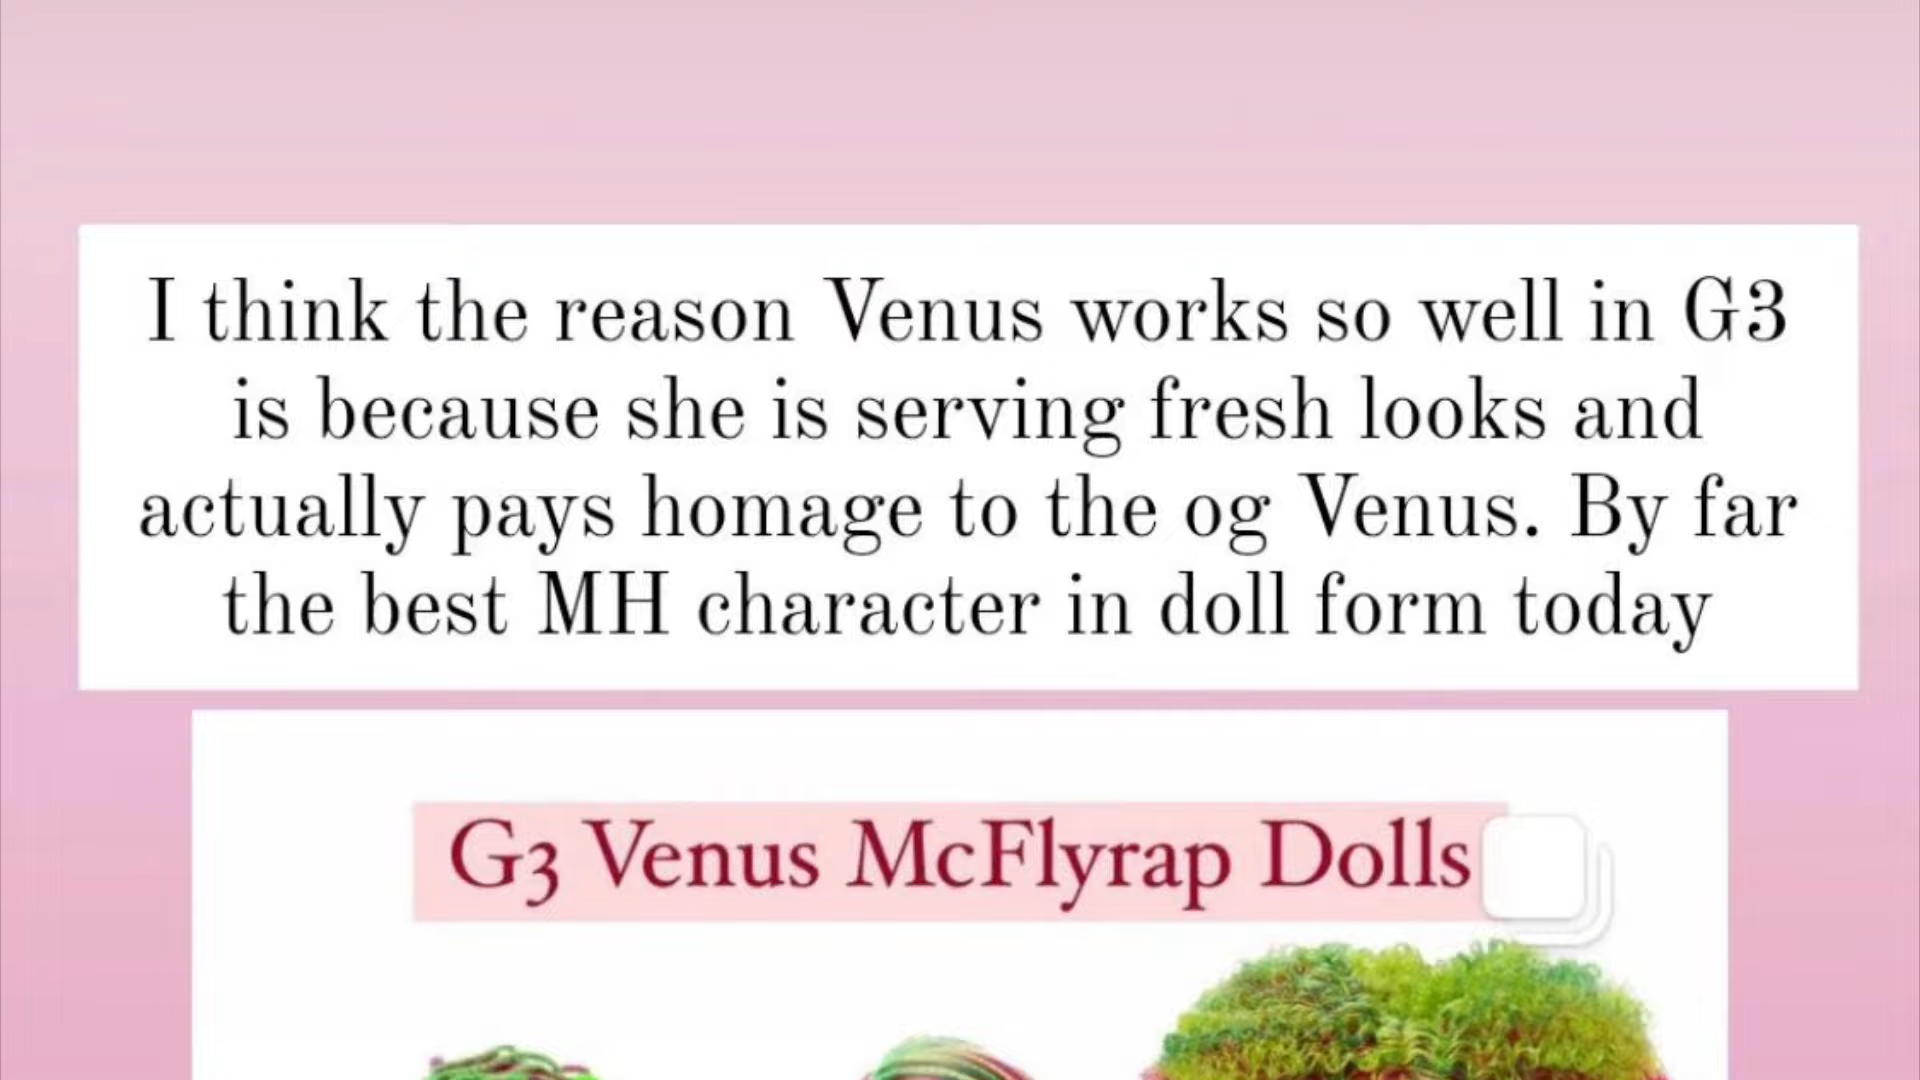 I think the reason Venus works so well in G3
is because she is serving fresh looks and
actually pays homage to the og Venus. By far
the best MH character in doll form today
G3 Venus McFlyrap Dolls